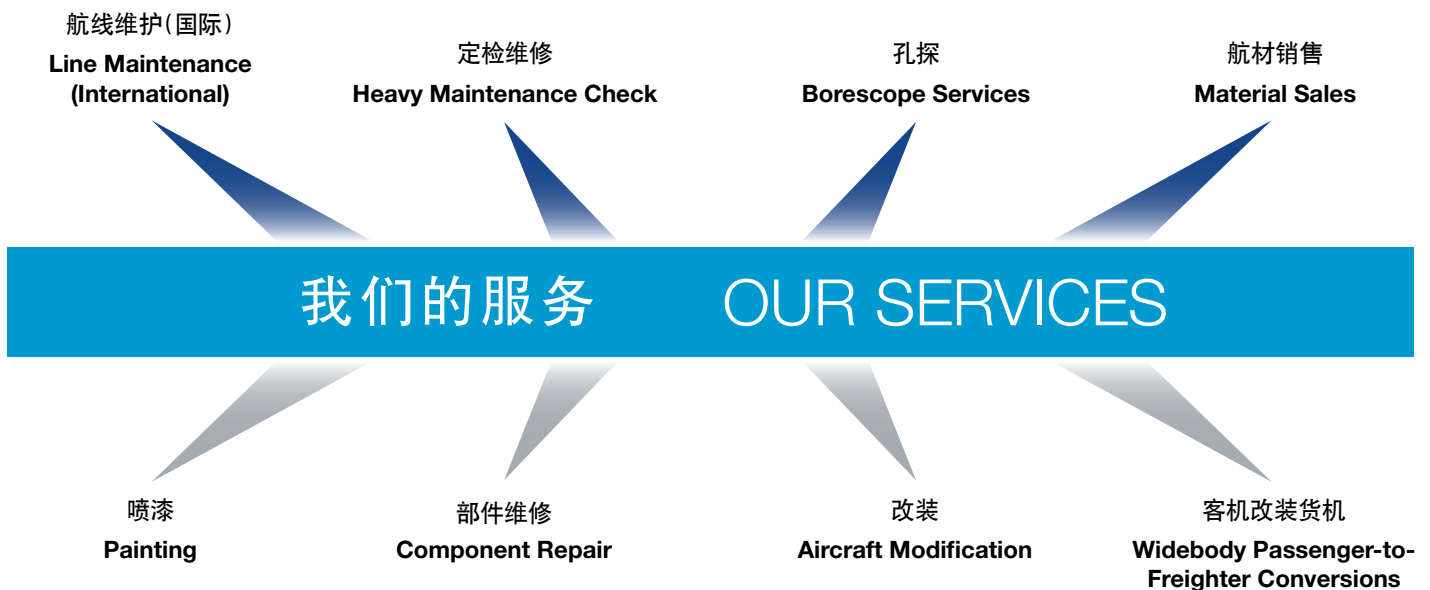 航线维护(国际)
Line Maintenance
(International)
定检维修
Heavy Maintenance Check
孔探
Borescope Services
航材销售
Material Sales
我们的服务 OUR SERVICES
喷漆
Painting
部件维修
Component Repair
改装
Aircraft Modification
客机改装货机
Widebody Passenger-to-
Freighter Conversions